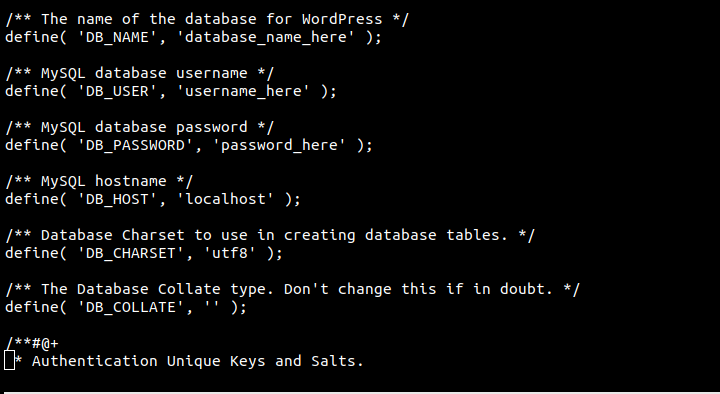 /** The name of the database for WordPress */
define( 'DB_NAME', 'database_name_here' );
/** MySQL database username */
define( 'DB_USER', 'username_here' );
/** MySQL database password */
define( 'DB_PASSWORD', 'password_here' );
/** MySQL hostname */
define( 'DB_HOST', 'localhost' );
/** Database Charset to use in creating database tables. */
define( 'DB_CHARSET', 'utf8' );
/** The Database Collate type. Don't change this if in doubt. */
define( 'DB_COLLATE', '' );
/**#@+
* Authentication Unique Keys and Salts.